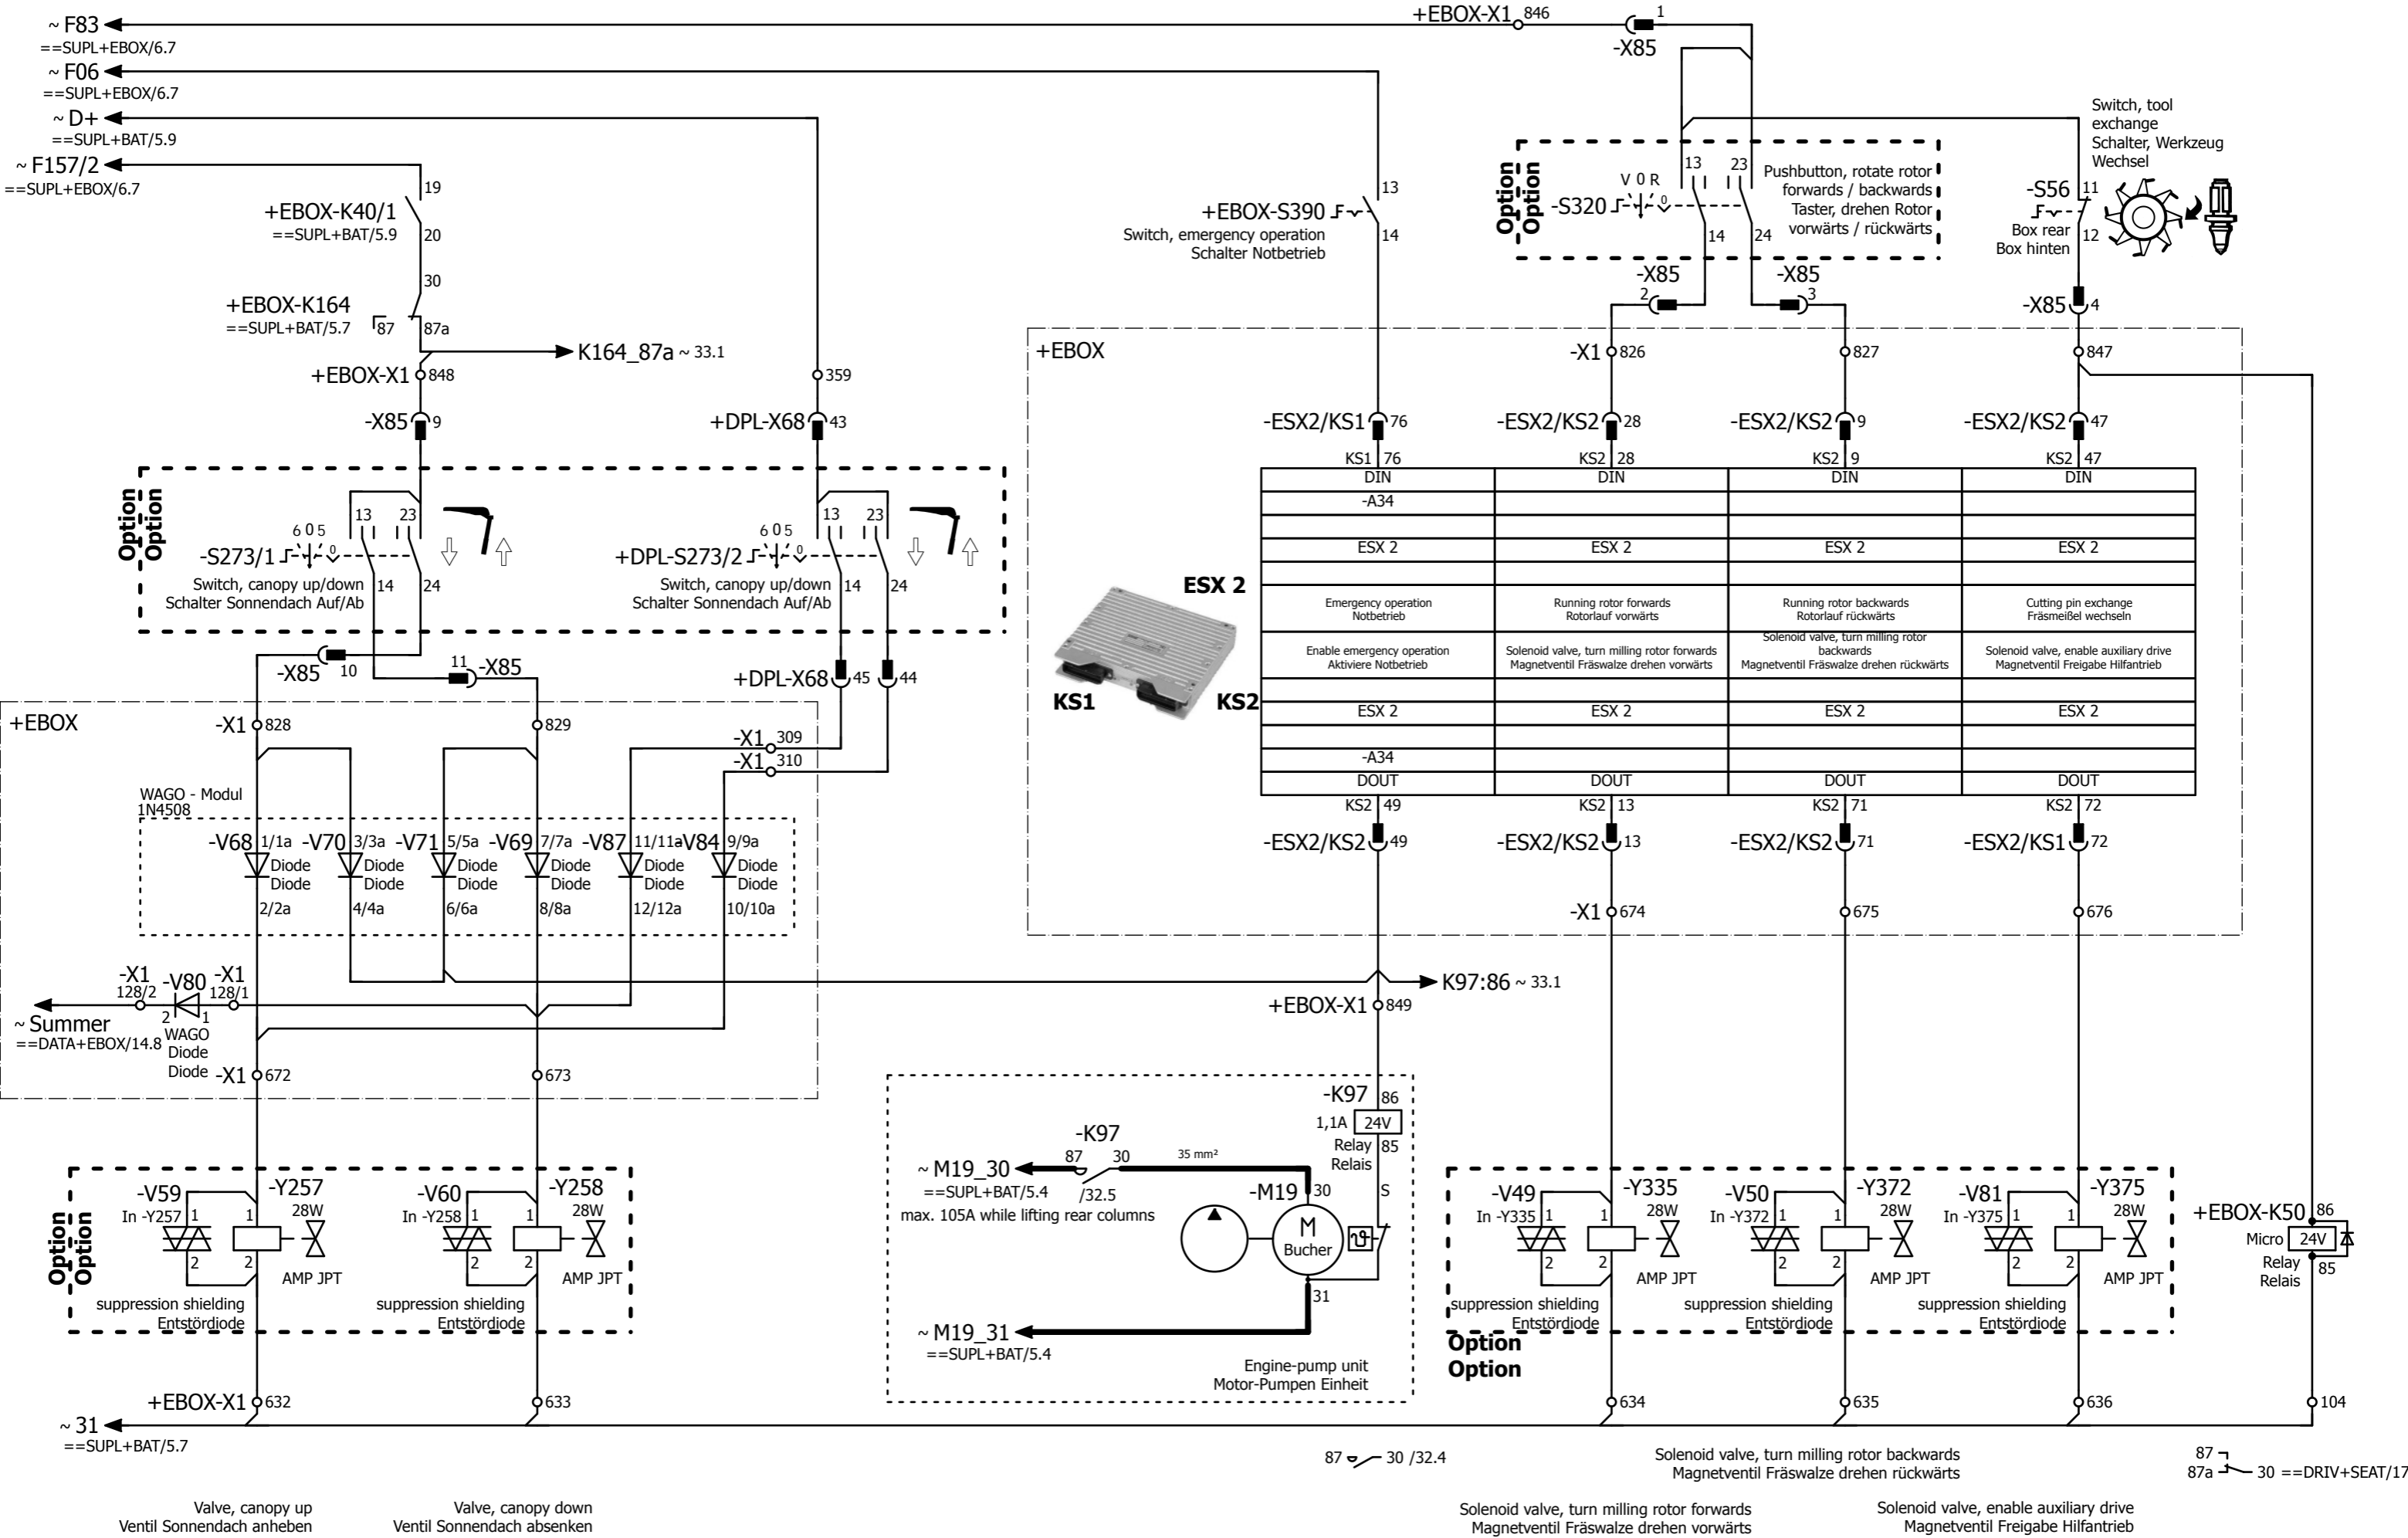 ~ F83
==SUPL+EBOX/6.7
~ F06
==SUPL+EBOX/6.7
~ D+
==SUPL+BAT/5.9
~ F157/2
==SUPL+EBOX/6.7
+EBOX-X1 846
1
-X85
19
+EBOX-K40/1
==SUPL+BAT/5.9
20
30
+EBOX-K164
==SUPL+BAT/5.7
87
87a
K164_87a ~ 33.1
+EBOX-X1 848
-X85 9
359
+DPL-X68 43
13
+EBOX-S390
Switch, emergency operation
Schalter Notbetrieb
14
Option
Option
V 0 R
0
-S320
13
23
14
24
Pushbutton, rotate rotor
forwards / backwards
Taster, drehen Rotor
vorwärts / rückwärts
Switch, tool
exchange
Schalter, Werkzeug
Wechsel
-S56 11
Box rear
Box hinten
12
-X85
2
-X85
3
-X85 4
+EBOX
-X1 826
827
847
-ESX2/KS1 76
-ESX2/KS2 28
-ESX2/KS2 9
-ESX2/KS2 47
Option
Option
6 0 5
0
-S273/1
Switch, canopy up/down
Schalter Sonnendach Auf/Ab
13
23
14
24
6 0 5
0
+DPL-S273/2
Switch, canopy up/down
Schalter Sonnendach Auf/Ab
13
23
14
24
-X85 10
11 -X85
+DPL-X68 45 44
ESX 2
KS1
KS2
KS1 76
KS2 28
KS2 9
KS2 47
DIN
DIN
DIN
DIN
-A34
ESX 2
ESX 2
ESX 2
ESX 2
Emergency operation
Notbetrieb
Running rotor forwards
Rotorlauf vorwärts
Running rotor backwards
Rotorlauf rückwärts
Cutting pin exchange
Fräsmeißel wechseln
Enable emergency operation
Aktiviere Notbetrieb
Solenoid valve, turn milling rotor forwards
Magnetventil Fräswalze drehen vorwärts
Solenoid valve, turn milling rotor
backwards
Magnetventil Fräswalze drehen rückwärts
Solenoid valve, enable auxiliary drive
Magnetventil Freigabe Hilfantrieb
ESX 2
ESX 2
ESX 2
ESX 2
-A34
DOUT
DOUT
DOUT
DOUT
KS2 49
KS2 13
KS2 71
KS2 72
-ESX2/KS2 49
-ESX2/KS2 13
-ESX2/KS2 71
-ESX2/KS1 72
-X1 674
675
676
+EBOX
-X1 828
829
-X1 309
-X1 310
WAGO - Modul
1N4508
-V68 1/1a
Diode
Diode
2/2a
-V70 3/3a
Diode
Diode
4/4a
-V71 5/5a
Diode
Diode
6/6a
-V69 7/7a
Diode
Diode
8/8a
-V87 11/11a
Diode
Diode
12/12a
-V84 9/9a
Diode
Diode
10/10a
-X1
128/2
-V80
-X1
128/1
2
1
~ Summer
==DATA+EBOX/14.8
WAGO
Diode
Diode
-X1 672
673
K97:86 ~ 33.1
+EBOX-X1 849
-K97 86
1,1A 24V
Relay
Relais
85
-K97
87
30
/32.5
35 mm²
~ M19_30
==SUPL+BAT/5.4
max. 105A while lifting rear columns
-M19 30
M
Bucher
S
ϑ
31
~ M19_31
==SUPL+BAT/5.4
Engine-pump unit
Motor-Pumpen Einheit
Option
Option
-V59
In -Y257
1
2
-Y257
28W
1
2
AMP JPT
suppression shielding
Entstördiode
-V60
In -Y258
1
2
-Y258
28W
1
2
AMP JPT
suppression shielding
Entstördiode
-V49
In -Y335
1
2
-Y335
28W
1
2
AMP JPT
suppression shielding
Entstördiode
-V50
In -Y372
1
2
-Y372
28W
1
2
AMP JPT
suppression shielding
Entstördiode
-V81
In -Y375
1
2
-Y375
28W
1
2
AMP JPT
suppression shielding
Entstördiode
Option
Option
+EBOX-K50 86
Micro 24V
Relay
Relais
85
+EBOX-X1 632
633
634
635
636
104
~ 31
==SUPL+BAT/5.7
87 30 /32.4
Solenoid valve, turn milling rotor backwards
Magnetventil Fräswalze drehen rückwärts
87
87a 30 ==DRIV+SEAT/17
Valve, canopy up
Ventil Sonnendach anheben
Valve, canopy down
Ventil Sonnendach absenken
Solenoid valve, turn milling rotor forwards
Magnetventil Fräswalze drehen vorwärts
Solenoid valve, enable auxiliary drive
Magnetventil Freigabe Hilfantrieb